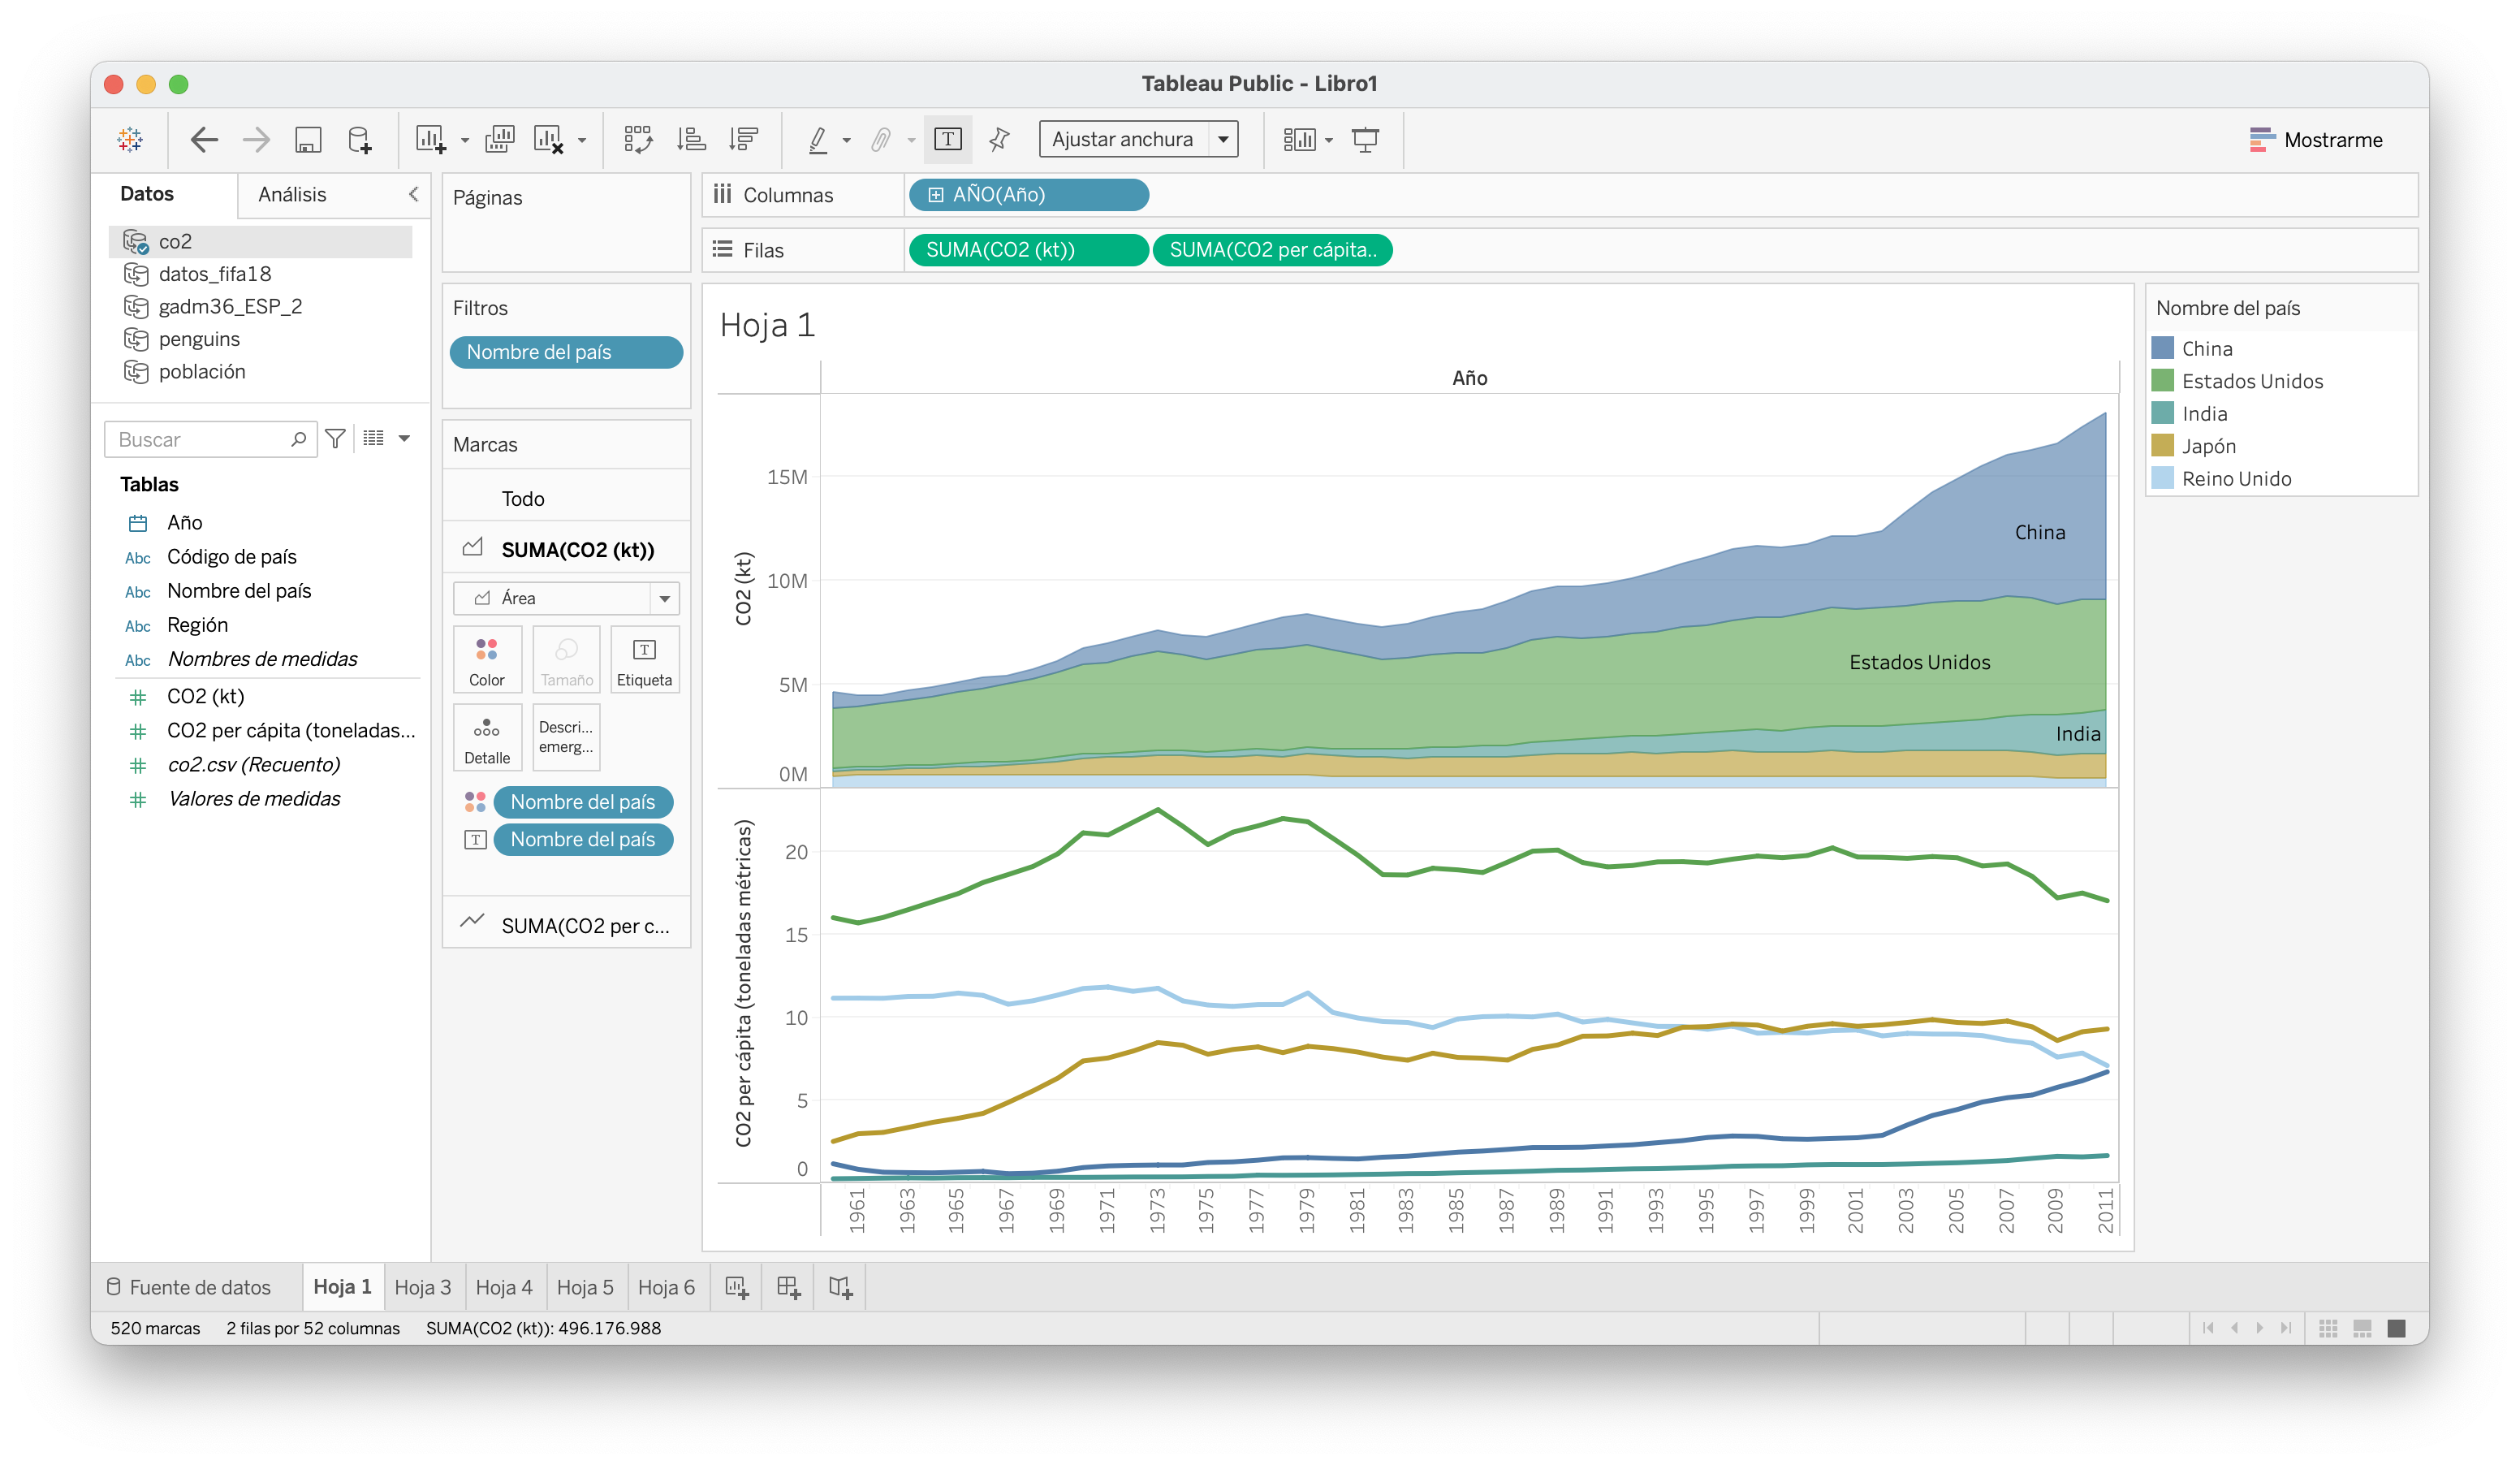 Tableau Public - Libro1
Ajustar anchura
Mostrarme
Datos
Análisis
co2
datos_fifa18
gadm36_ESP_2
penguins
población
Buscar
Tablas
Año
Abc Código de país
Abc Nombre del país
Abc Región
Abc Nombres de medidas
CO2 (kt)
CO2 per cápita (toneladas...
co2.csv (Recuento)
Valores de medidas
Páginas
Filtros
Nombre del país
Marcas
Todo
SUMA(CO2 (kt))
Área
Color
Tamaño
T
Etiqueta
Detalle
Descri...
emerg...
Nombre del país
T Nombre del país
SUMA(CO2 per c...
Columnas
AÑO(Año)
Filas
SUMA(CO2 (kt))
SUMA(CO2 per cápita..
Hoja 1
Año
CO2 (kt)
15M
10M
5M
0M
China
Estados Unidos
India
CO2 per cápita (toneladas métricas)
20
15
10
5
0
1961
1963
1965
1967
1969
1971
1973
1975
1977
1979
1981
1983
1985
1987
1989
1991
1993
1995
1997
1999
2001
2003
2005
2007
2009
2011
Nombre del país
China
Estados Unidos
India
Japón
Reino Unido
Fuente de datos
Hoja 1
Hoja 3
Hoja 4
Hoja 5
Hoja 6
520 marcas
2 filas por 52 columnas
SUMA(CO2 (kt)): 496.176.988